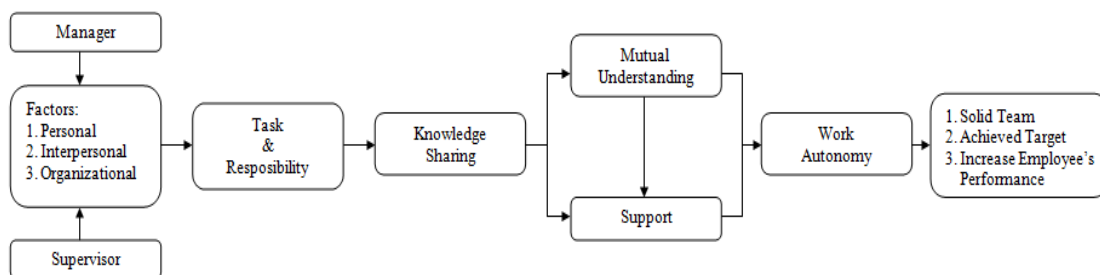 Manager
Factors:
1. Personal
2. Interpersonal
3. Organizational
Supervisor
Task
&
Resposibility
Knowledge
Sharing
Mutual
Understanding
Support
Work
Autonomy
1. Solid Team
2. Achieved Target
3. Increase Employee's
Performance